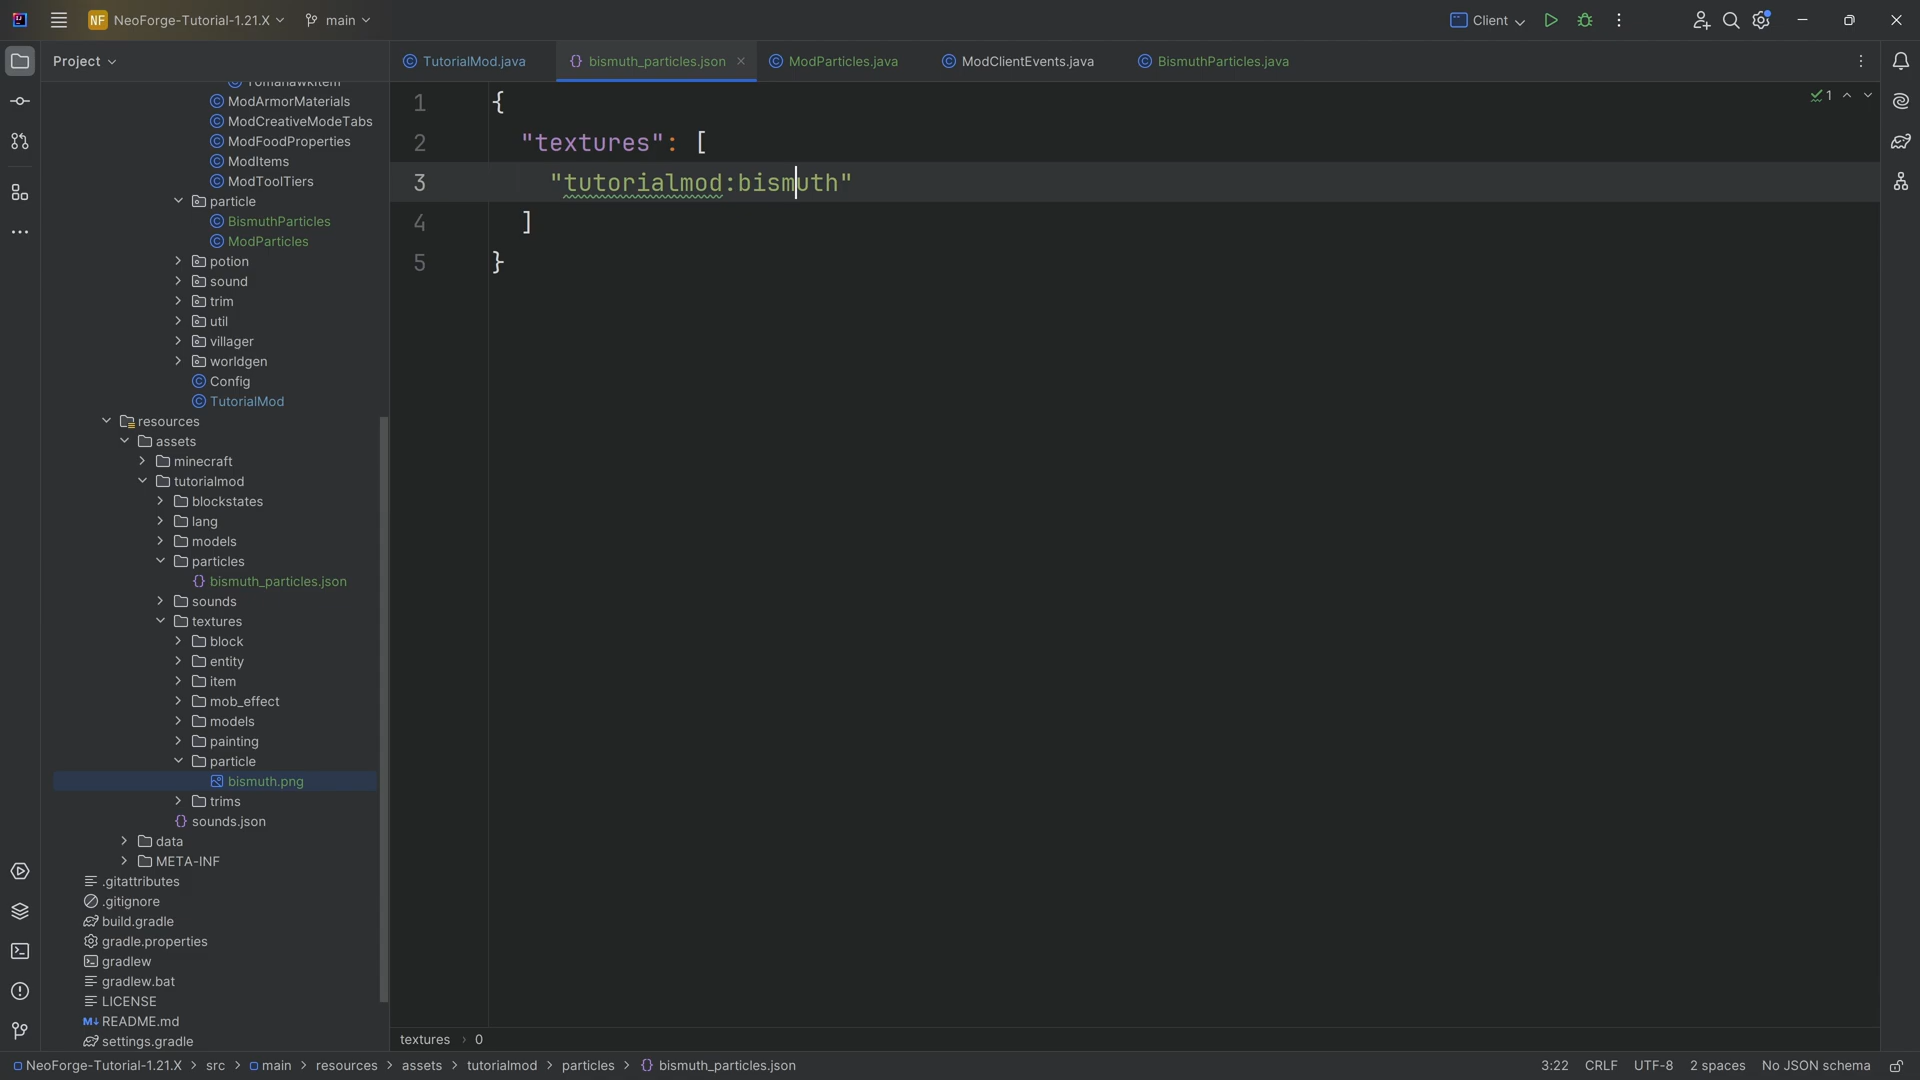 NF NeoForge-Tutorial-1.21.X main Client
Project
TutorialMod.java bismuth_particles.json ModParticles.java ModClientEvents.java BismuthParticles.java
ModArmorMaterials
ModCreativeModeTabs
ModFoodProperties
ModItems
ModToolTiers
particle
BismuthParticles
ModParticles
potion
sound
trim
util
villager
worldgen
Config
TutorialMod
resources
assets
minecraft
tutorialmod
blockstates
lang
models
particles
{} bismuth_particles.json
sounds
textures
block
entity
item
mob_effect
models
painting
particle
bismuth.png
trims
{} sounds.json
data
META-INF
.gitattributes
.gitignore
build.gradle
gradle.properties
gradlew
gradlew.bat
LICENSE
M↓ README.md
settings.gradle
1 {
2 "textures": [
3 "tutorialmod:bismuth"
4 ]
5 }
1
textures > 0
NeoForge-Tutorial-1.21.X > src > main > resources > assets > tutorialmod > particles > {} bismuth_particles.json
3:22 CRLF UTF-8 2 spaces No JSON schema